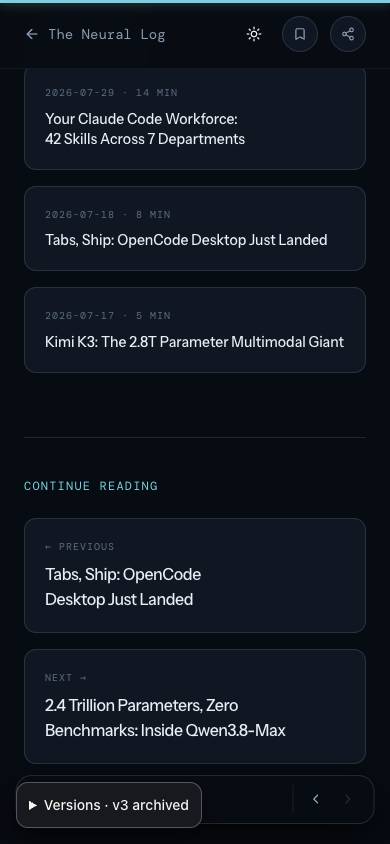 ← The Neural Log
2026-07-29 · 14 MIN
Your Claude Code Workforce:
42 Skills Across 7 Departments
2026-07-18 · 8 MIN
Tabs, Ship: OpenCode Desktop Just Landed
2026-07-17 · 5 MIN
Kimi K3: The 2.8T Parameter Multimodal Giant
CONTINUE READING
← PREVIOUS
Tabs, Ship: OpenCode
Desktop Just Landed
NEXT →
2.4 Trillion Parameters, Zero
Benchmarks: Inside Qwen3.8-Max
▶ Versions · v3 archived